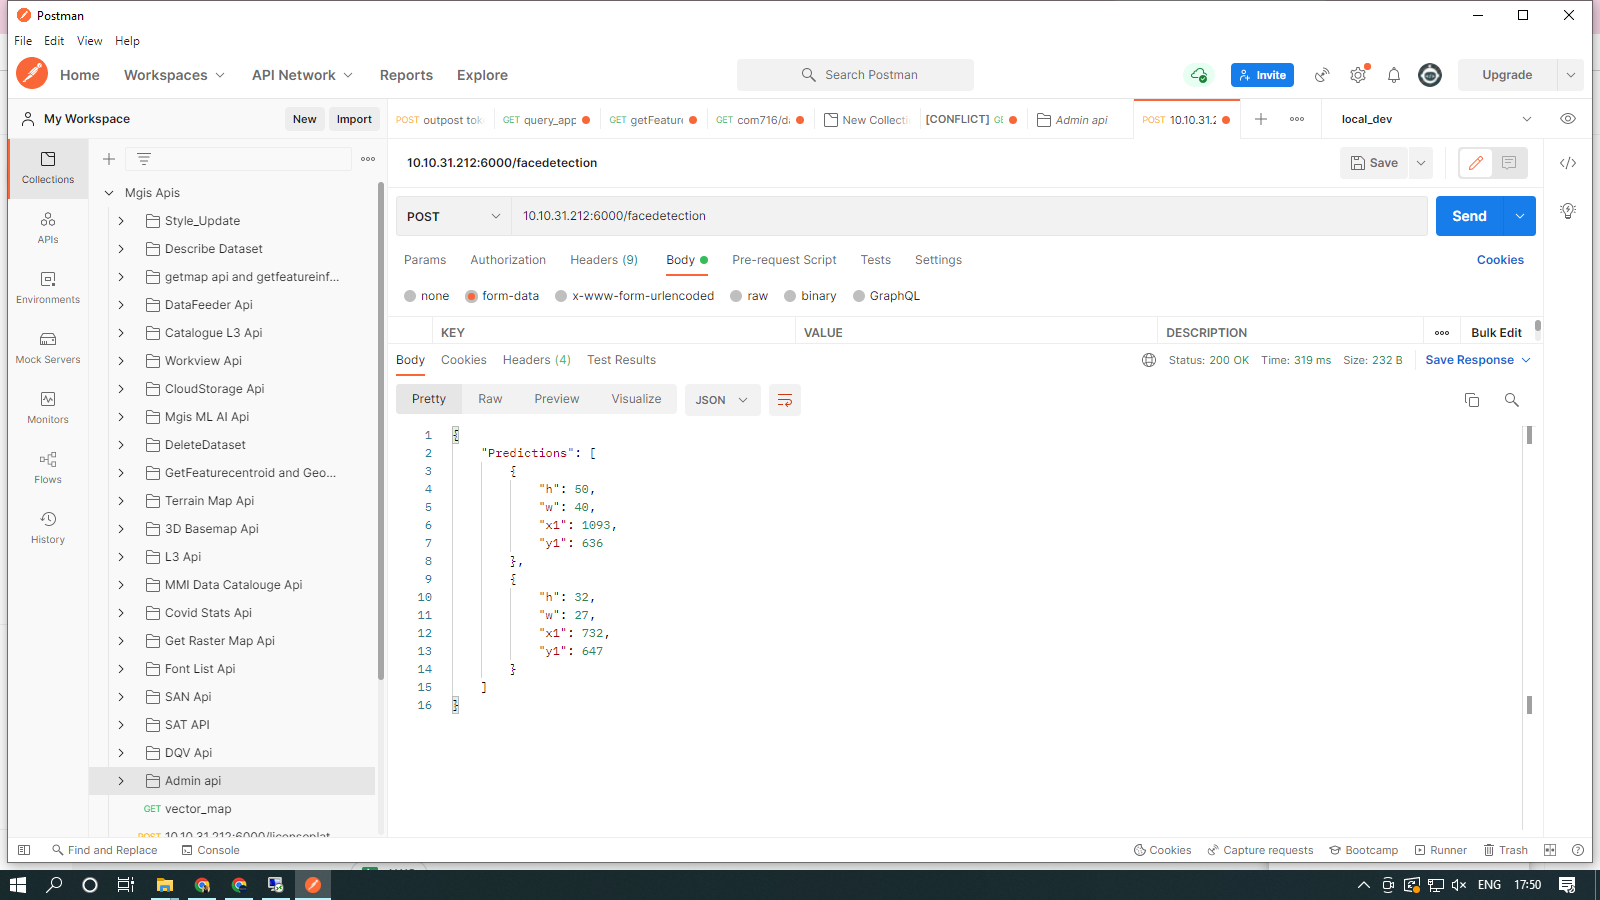 Postman
File Edit View Help
Home Workspaces API Network Reports Explore Search Postman Invite Upgrade
My Workspace New Import
POST outpost tok GET query_app GET getFeature GET com716/da New Collecti [CONFLICT] GE Admin api POST 10.10.31.2 local_dev
10.10.31.212:6000/facedetection Save
POST 10.10.31.212:6000/facedetection Send
Params Authorization Headers (9) Body Pre-request Script Tests Settings Cookies
none form-data x-www-form-urlencoded raw binary GraphQL
KEY VALUE DESCRIPTION Bulk Edit
Body Cookies Headers (4) Test Results Status: 200 OK Time: 319 ms Size: 232 B Save Response
Pretty Raw Preview Visualize JSON
1 {
2 "Predictions": [
3 {
4 "h": 50,
5 "w": 40,
6 "x1": 1093,
7 "y1": 636
8 },
9 {
10 "h": 32,
11 "w": 27,
12 "x1": 732,
13 "y1": 647
14 }
15 ]
16 }
Collections
APIs
Environments
Mock Servers
Monitors
Flows
History
Mgis Apis
Style_Update
Describe Dataset
getmap api and getfeatureinf...
DataFeeder Api
Catalogue L3 Api
Workview Api
CloudStorage Api
Mgis ML AI Api
DeleteDataset
GetFeaturecentroid and Geo...
Terrain Map Api
3D Basemap Api
L3 Api
MMI Data Catalouge Api
Covid Stats Api
Get Raster Map Api
Font List Api
SAN Api
SAT API
DQV Api
Admin api
GET vector_map
POST 10.10.31.212:6000/licenseplat
Find and Replace Console Cookies Capture requests Bootcamp Runner Trash
ENG 17:50